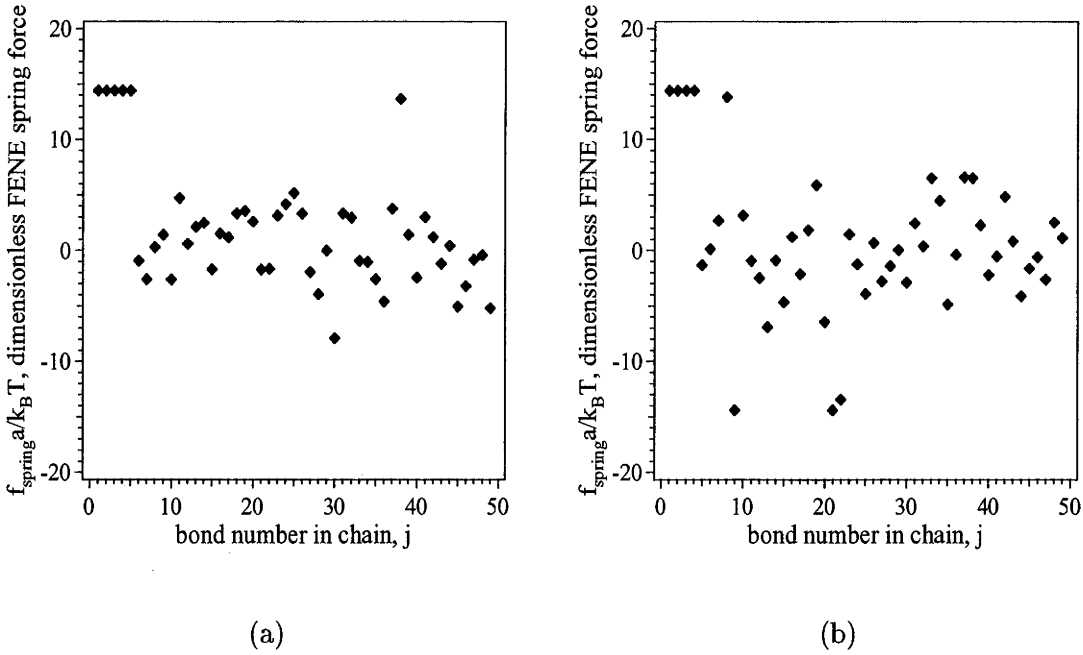 f_spring a/k_B T, dimensionless FENE spring force
20
10
0
-10
-20
0 10 20 30 40 50
bond number in chain, j
(a)
f_spring a/k_B T, dimensionless FENE spring force
20
10
0
-10
-20
0 10 20 30 40 50
bond number in chain, j
(b)